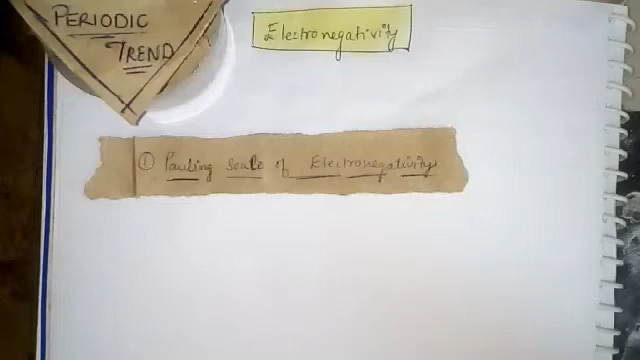 PERIODIC
TREND
Electronegativity
① Pauling Scale of Electronegativity